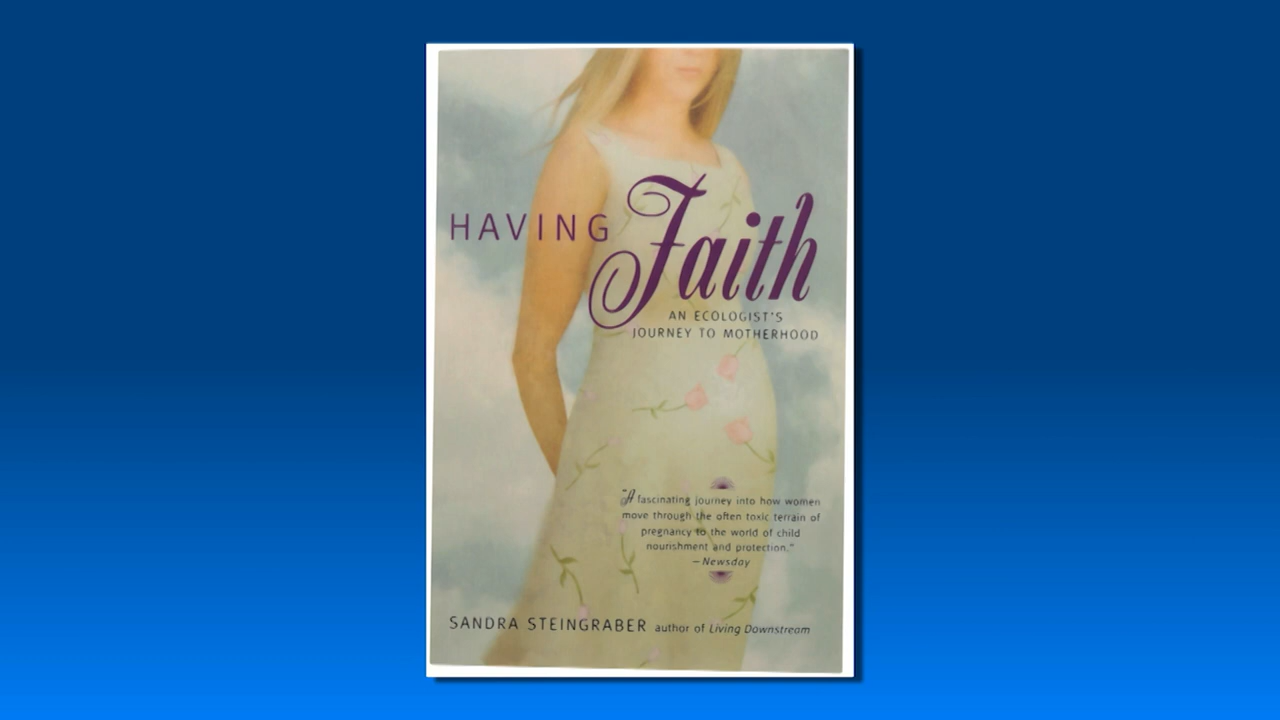 HAVING Faith
AN ECOLOGIST'S
JOURNEY TO MOTHERHOOD
"A fascinating journey into how women
move through the often toxic terrain of
pregnancy to the world of child
nourishment and protection."
—Newsday
SANDRA STEINGRABER author of Living Downstream